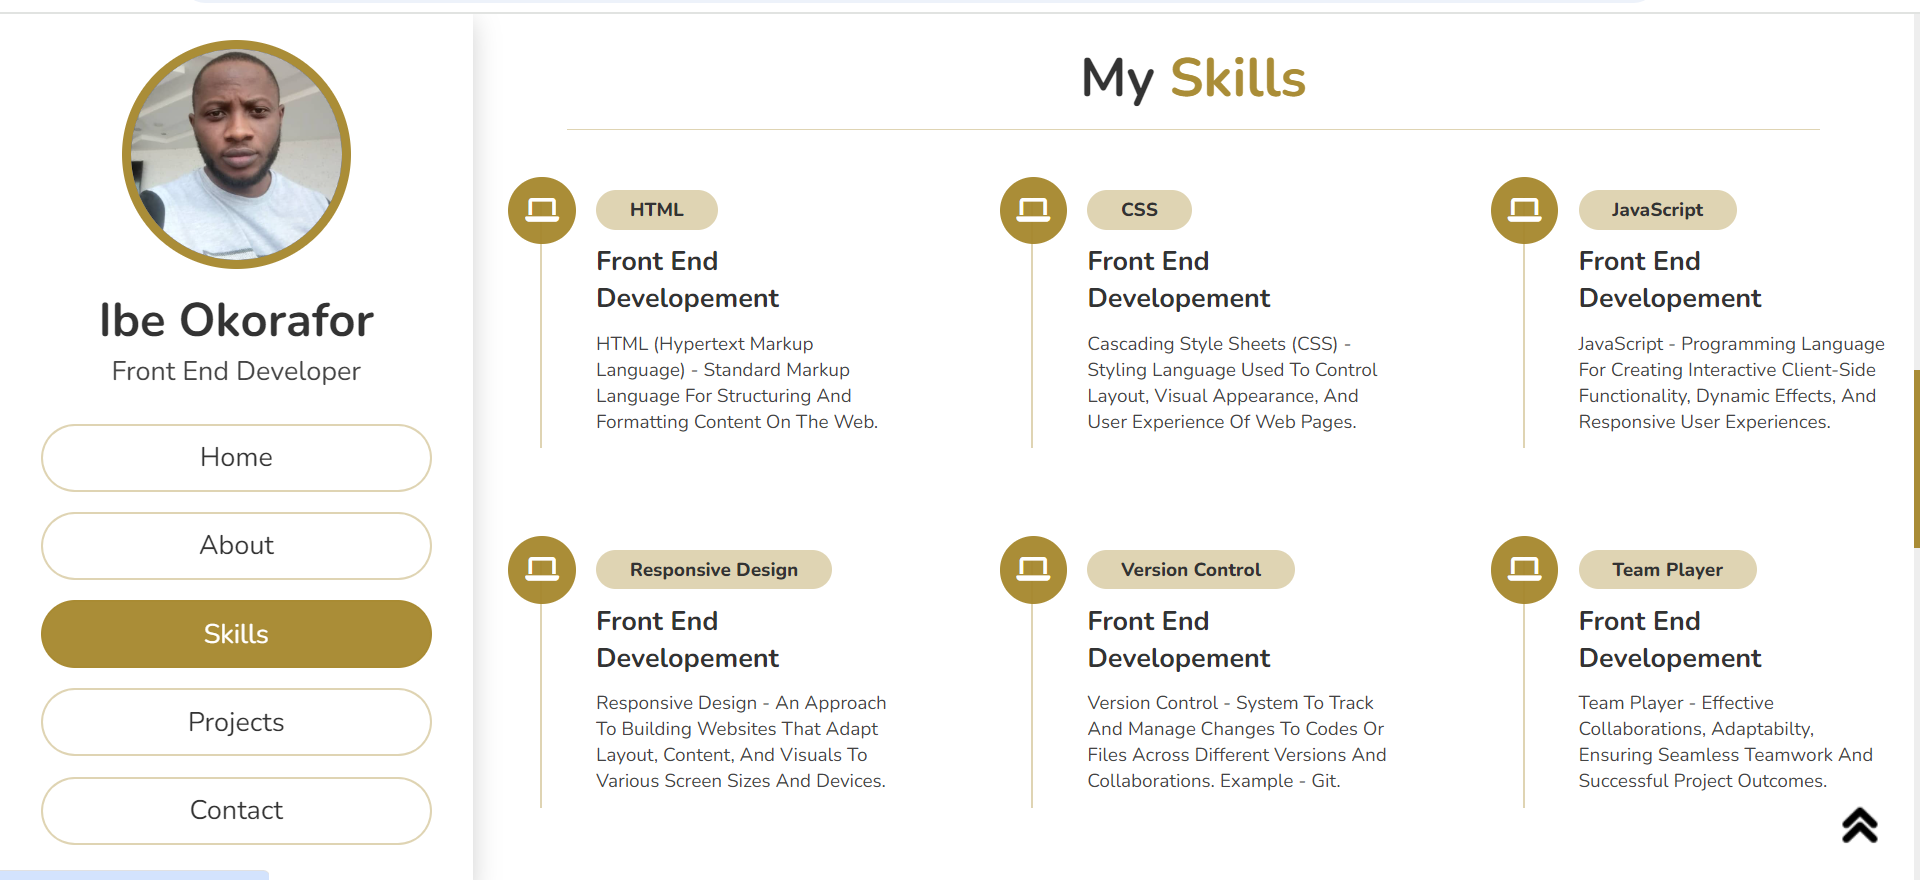 Ibe Okorafor
Front End Developer
Home
About
Skills
Projects
Contact
My Skills
HTML
Front End
Developement
HTML (Hypertext Markup
Language) - Standard Markup
Language For Structuring And
Formatting Content On The Web.
CSS
Front End
Developement
Cascading Style Sheets (CSS) -
Styling Language Used To Control
Layout, Visual Appearance, And
User Experience Of Web Pages.
JavaScript
Front End
Developement
JavaScript - Programming Language
For Creating Interactive Client-Side
Functionality, Dynamic Effects, And
Responsive User Experiences.
Responsive Design
Front End
Developement
Responsive Design - An Approach
To Building Websites That Adapt
Layout, Content, And Visuals To
Various Screen Sizes And Devices.
Version Control
Front End
Developement
Version Control - System To Track
And Manage Changes To Codes Or
Files Across Different Versions And
Collaborations. Example - Git.
Team Player
Front End
Developement
Team Player - Effective
Collaborations, Adaptabilty,
Ensuring Seamless Teamwork And
Successful Project Outcomes.